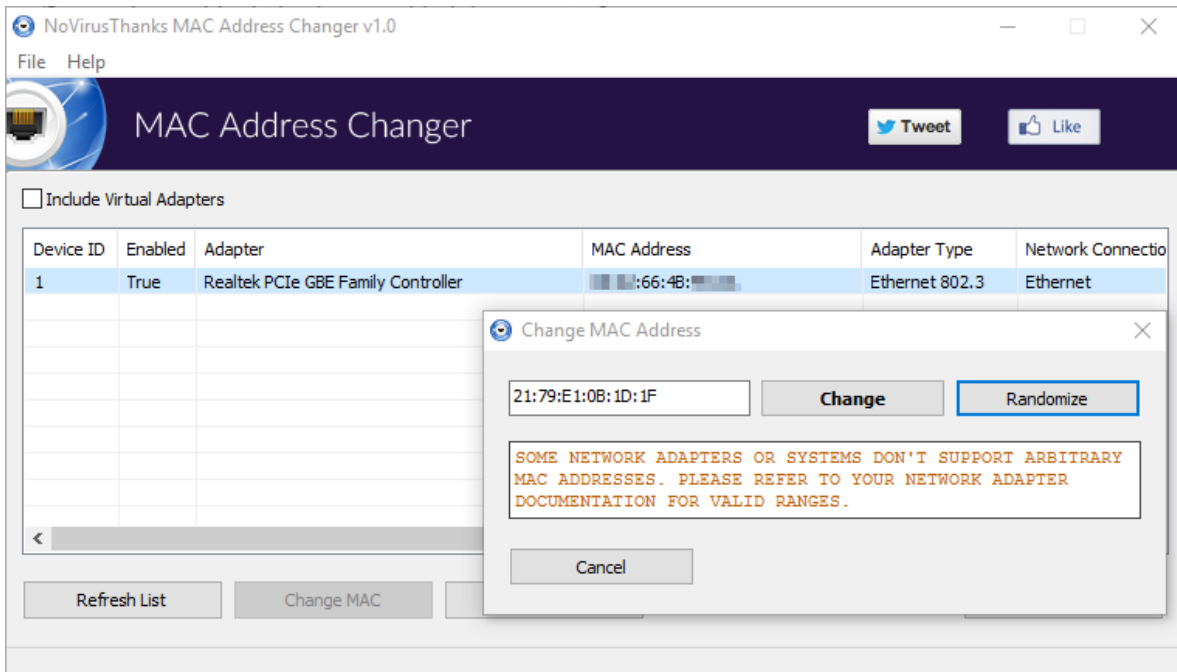 NoVirusThanks MAC Address Changer v1.0
File Help
MAC Address Changer
Tweet
Like
Include Virtual Adapters
Device ID Enabled Adapter MAC Address Adapter Type Network Connectio
1 True Realtek PCIe GBE Family Controller :66:4B: Ethernet 802.3 Ethernet
Change MAC Address
21:79:E1:0B:1D:1F
Change
Randomize
SOME NETWORK ADAPTERS OR SYSTEMS DON'T SUPPORT ARBITRARY
MAC ADDRESSES. PLEASE REFER TO YOUR NETWORK ADAPTER
DOCUMENTATION FOR VALID RANGES.
Cancel
Refresh List
Change MAC